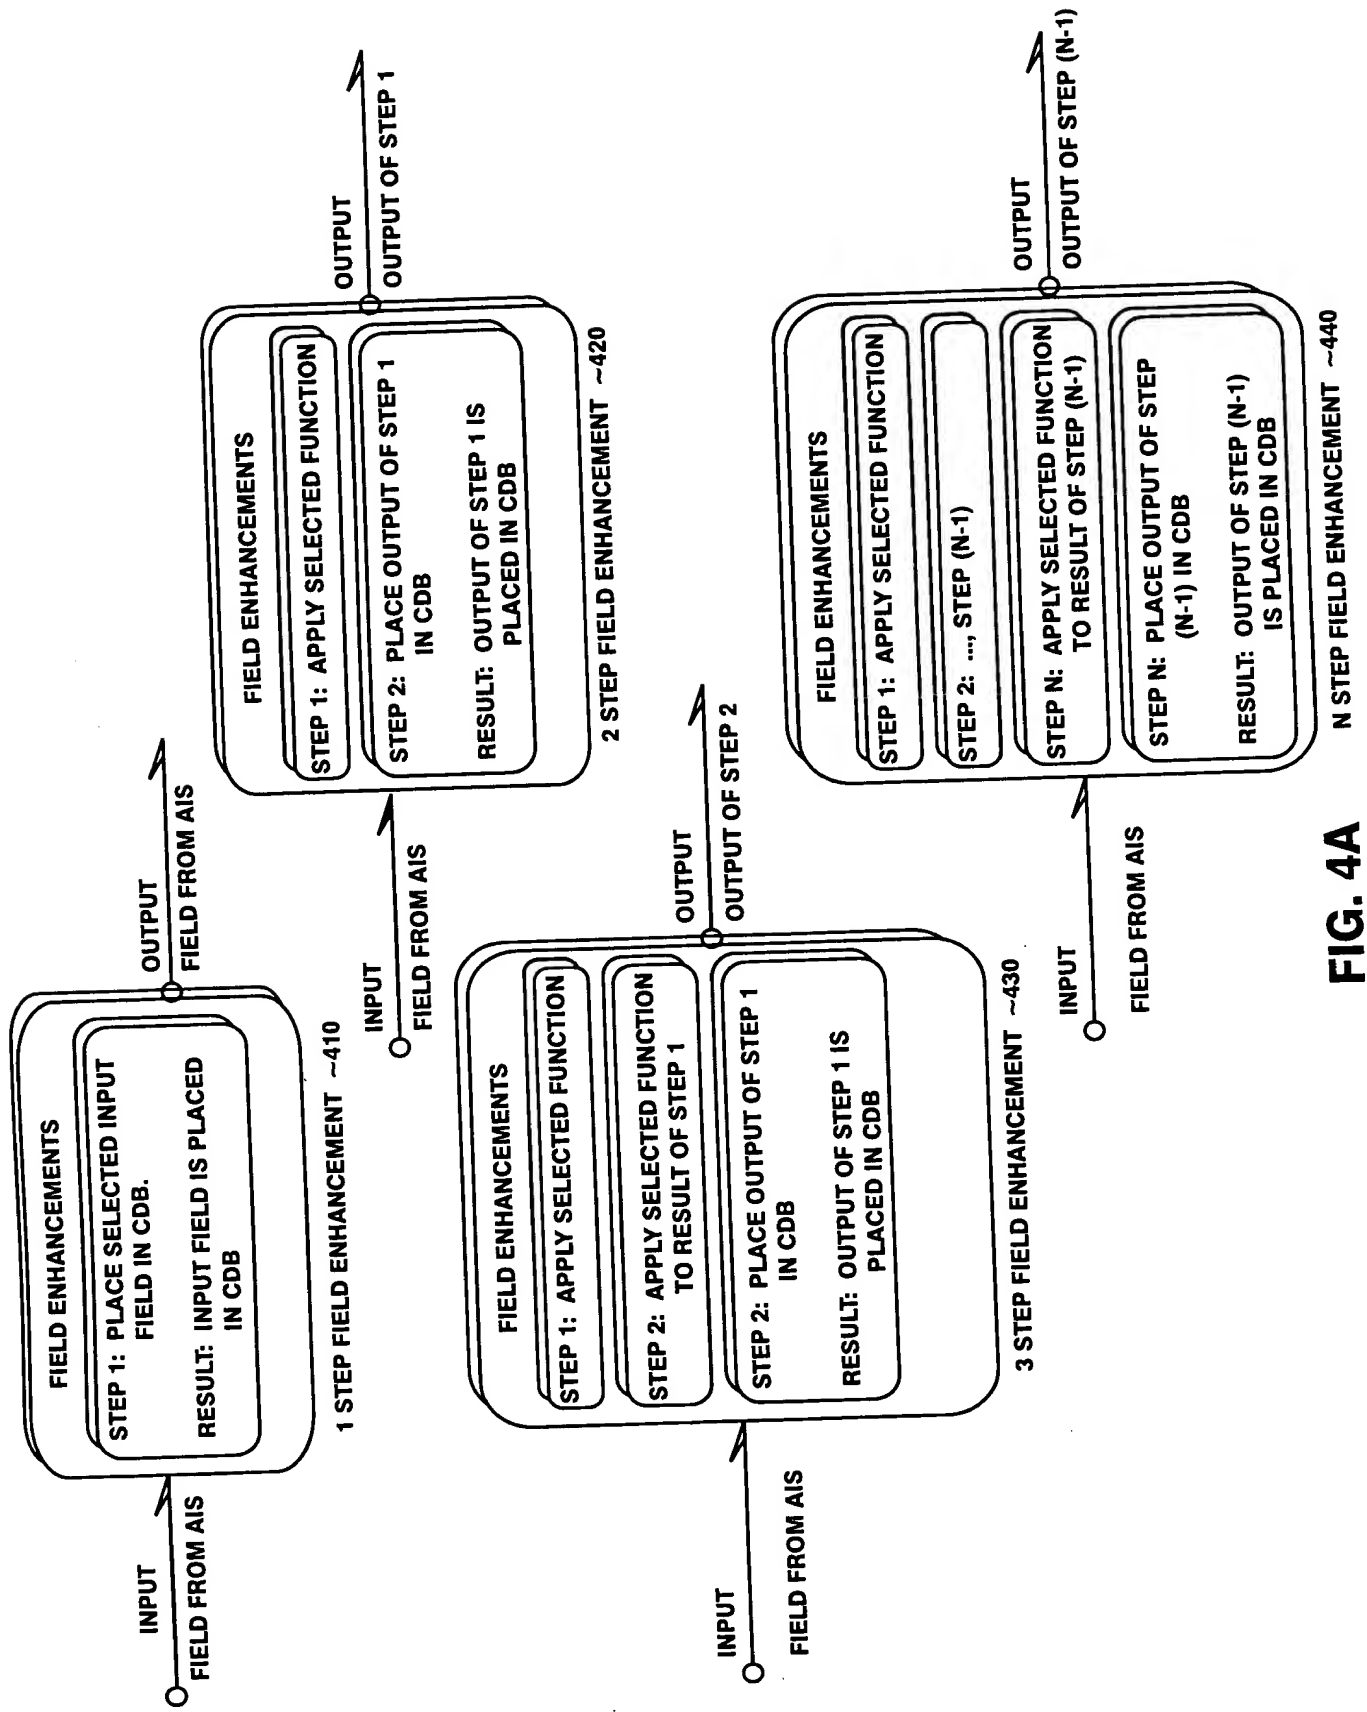 FIELD ENHANCEMENTS
STEP 1: PLACE SELECTED INPUT
FIELD IN CDB.
RESULT: INPUT FIELD IS PLACED
IN CDB
INPUT
FIELD FROM AIS
OUTPUT
FIELD FROM AIS
1 STEP FIELD ENHANCEMENT ~410
FIELD ENHANCEMENTS
STEP 1: APPLY SELECTED FUNCTION
STEP 2: PLACE OUTPUT OF STEP 1
IN CDB
RESULT: OUTPUT OF STEP 1 IS
PLACED IN CDB
INPUT
FIELD FROM AIS
OUTPUT
OUTPUT OF STEP 1
2 STEP FIELD ENHANCEMENT ~420
FIELD ENHANCEMENTS
STEP 1: APPLY SELECTED FUNCTION
STEP 2: APPLY SELECTED FUNCTION
TO RESULT OF STEP 1
STEP 2: PLACE OUTPUT OF STEP 1
IN CDB
RESULT: OUTPUT OF STEP 1 IS
PLACED IN CDB
INPUT
FIELD FROM AIS
OUTPUT
OUTPUT OF STEP 2
3 STEP FIELD ENHANCEMENT ~430
FIELD ENHANCEMENTS
STEP 1: APPLY SELECTED FUNCTION
STEP 2: ..., STEP (N-1)
STEP N: APPLY SELECTED FUNCTION
TO RESULT OF STEP (N-1)
STEP N: PLACE OUTPUT OF STEP
(N-1) IN CDB
RESULT: OUTPUT OF STEP (N-1)
IS PLACED IN CDB
INPUT
FIELD FROM AIS
OUTPUT
OUTPUT OF STEP (N-1)
N STEP FIELD ENHANCEMENT ~440
FIG. 4A